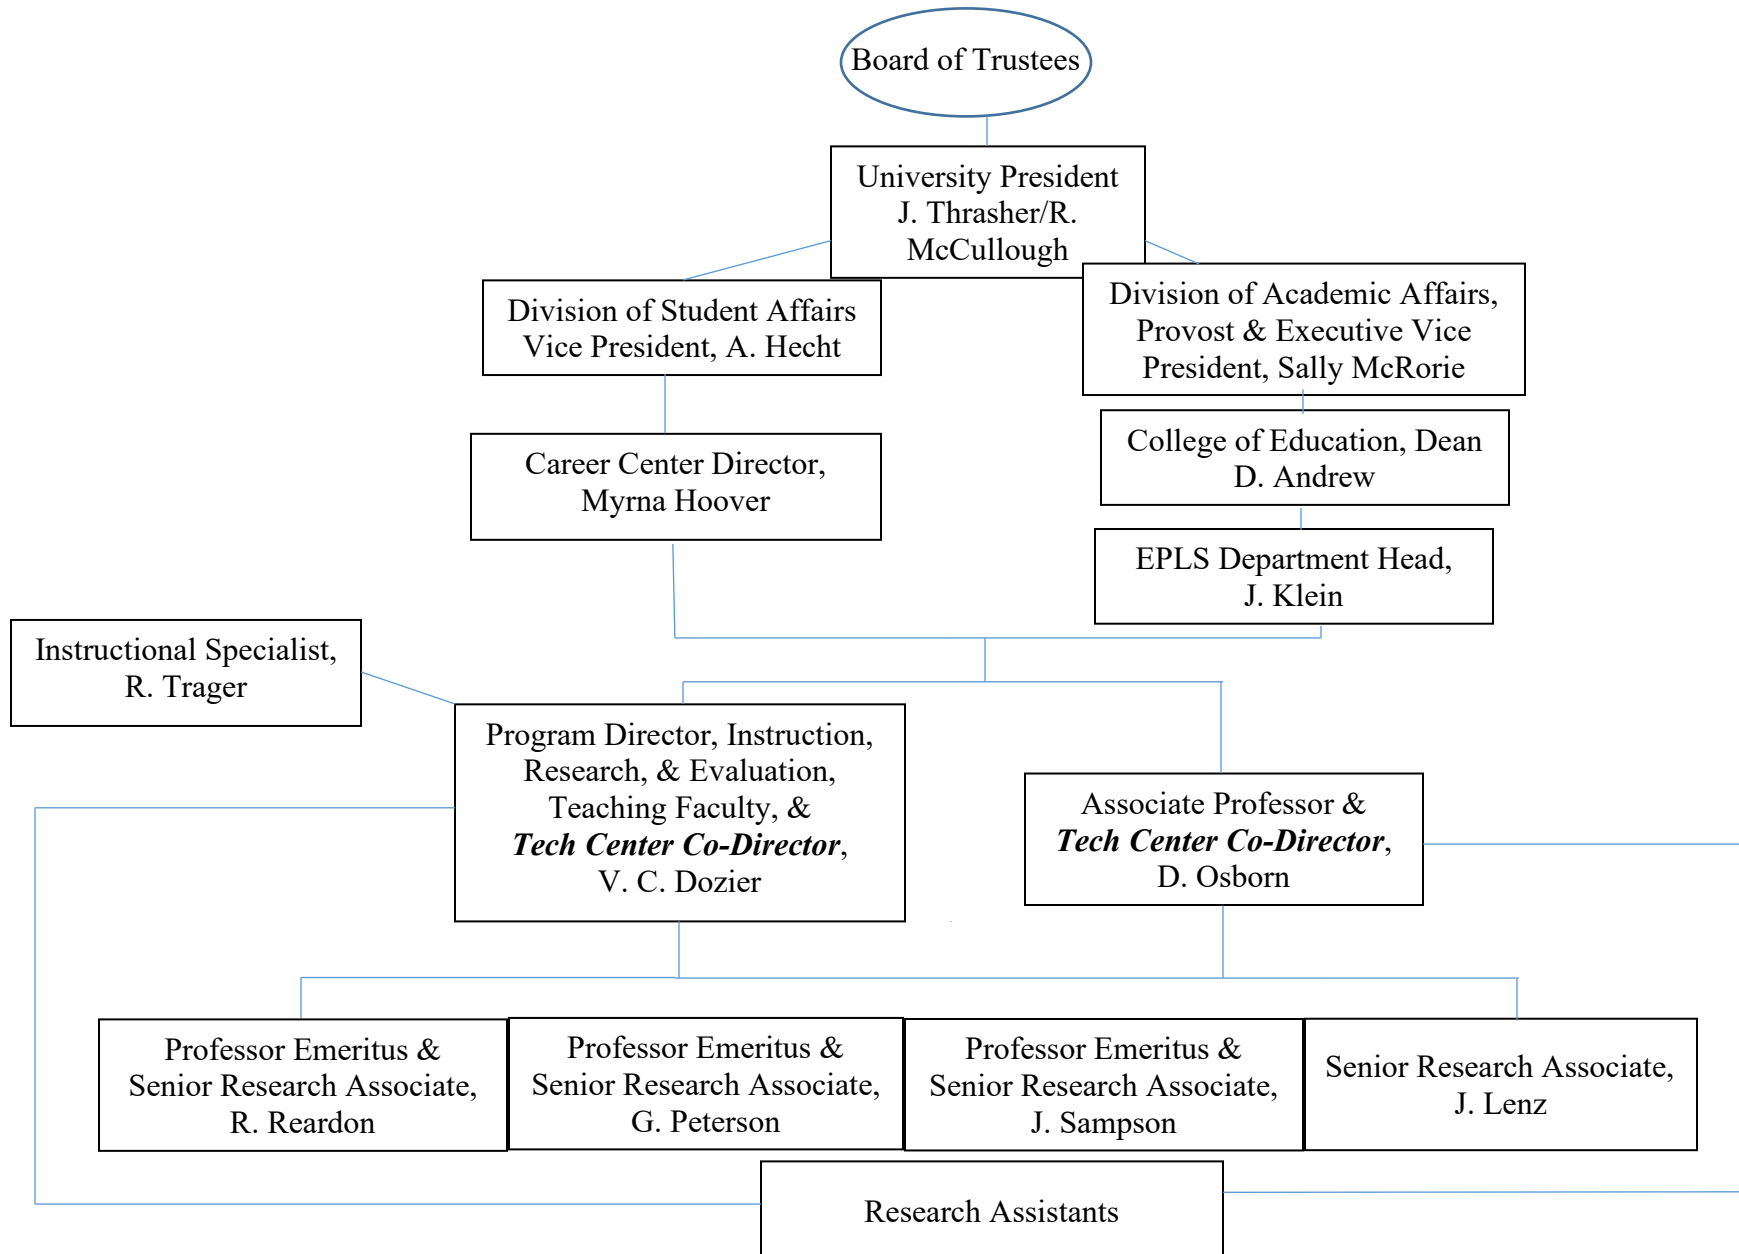 Board of Trustees
University President
J. Thrasher/R.
McCullough
Division of Student Affairs
Vice President, A. Hecht
Division of Academic Affairs,
Provost & Executive Vice
President, Sally McRorie
Career Center Director,
Myrna Hoover
College of Education, Dean
D. Andrew
EPLS Department Head,
J. Klein
Instructional Specialist,
R. Trager
Program Director, Instruction,
Research, & Evaluation,
Teaching Faculty, &
Tech Center Co-Director,
V. C. Dozier
Associate Professor &
Tech Center Co-Director,
D. Osborn
Professor Emeritus &
Senior Research Associate,
R. Reardon
Professor Emeritus &
Senior Research Associate,
G. Peterson
Professor Emeritus &
Senior Research Associate,
J. Sampson
Senior Research Associate,
J. Lenz
Research Assistants